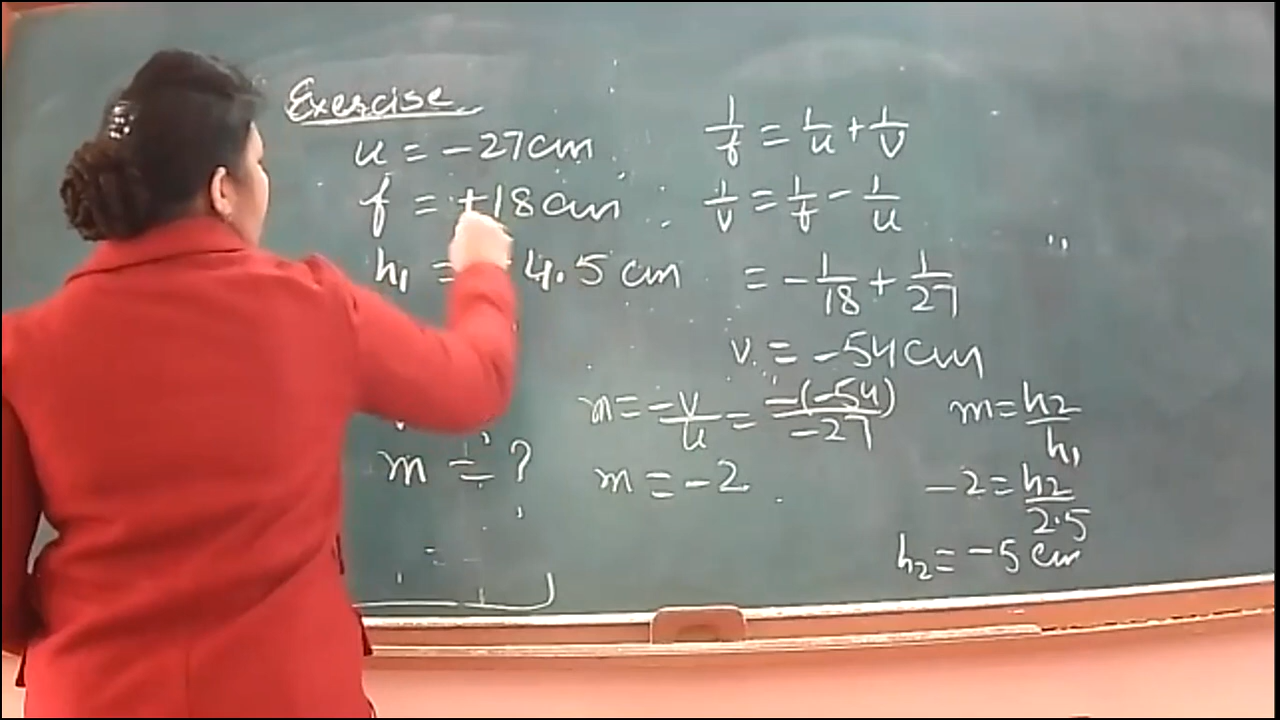 Exercise
u = -27cm
f = +18cm
h₁ = 4.5 cm
m = ?
1/f = 1/u + 1/v
1/v = 1/f - 1/u
= -1/18 + 1/27
v = -54cm
m = -v/u = -(-54)/-27
m = -2
m = h2/h₁
-2 = h2/2.5
h₂ = -5 cm